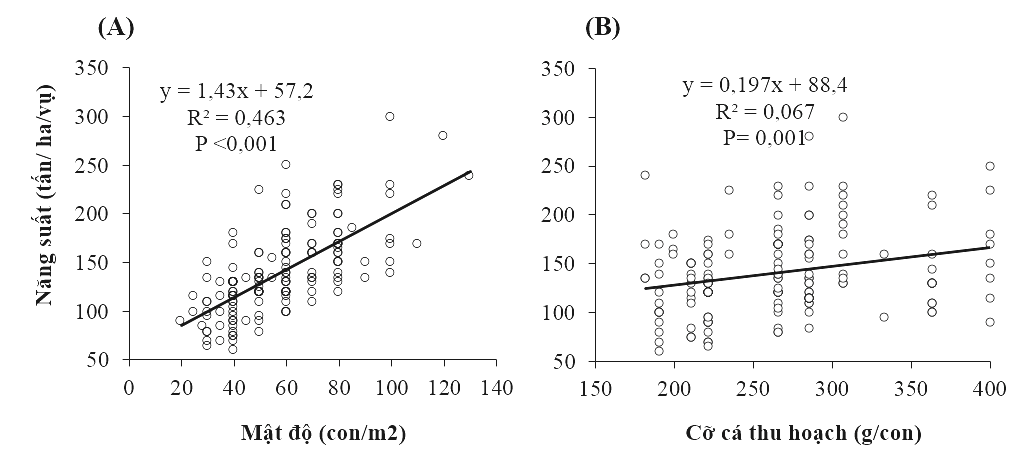 (A)
y = 1,43x + 57,2
R² = 0,463
P <0,001
Năng suất (tấn/ ha/vụ)
350
300
250
200
150
100
50
0 20 40 60 80 100 120 140
Mật độ (con/m2)
(B)
y = 0,197x + 88,4
R² = 0,067
P= 0,001
350
300
250
200
150
100
50
150 200 250 300 350 400
Cỡ cá thu hoạch (g/con)